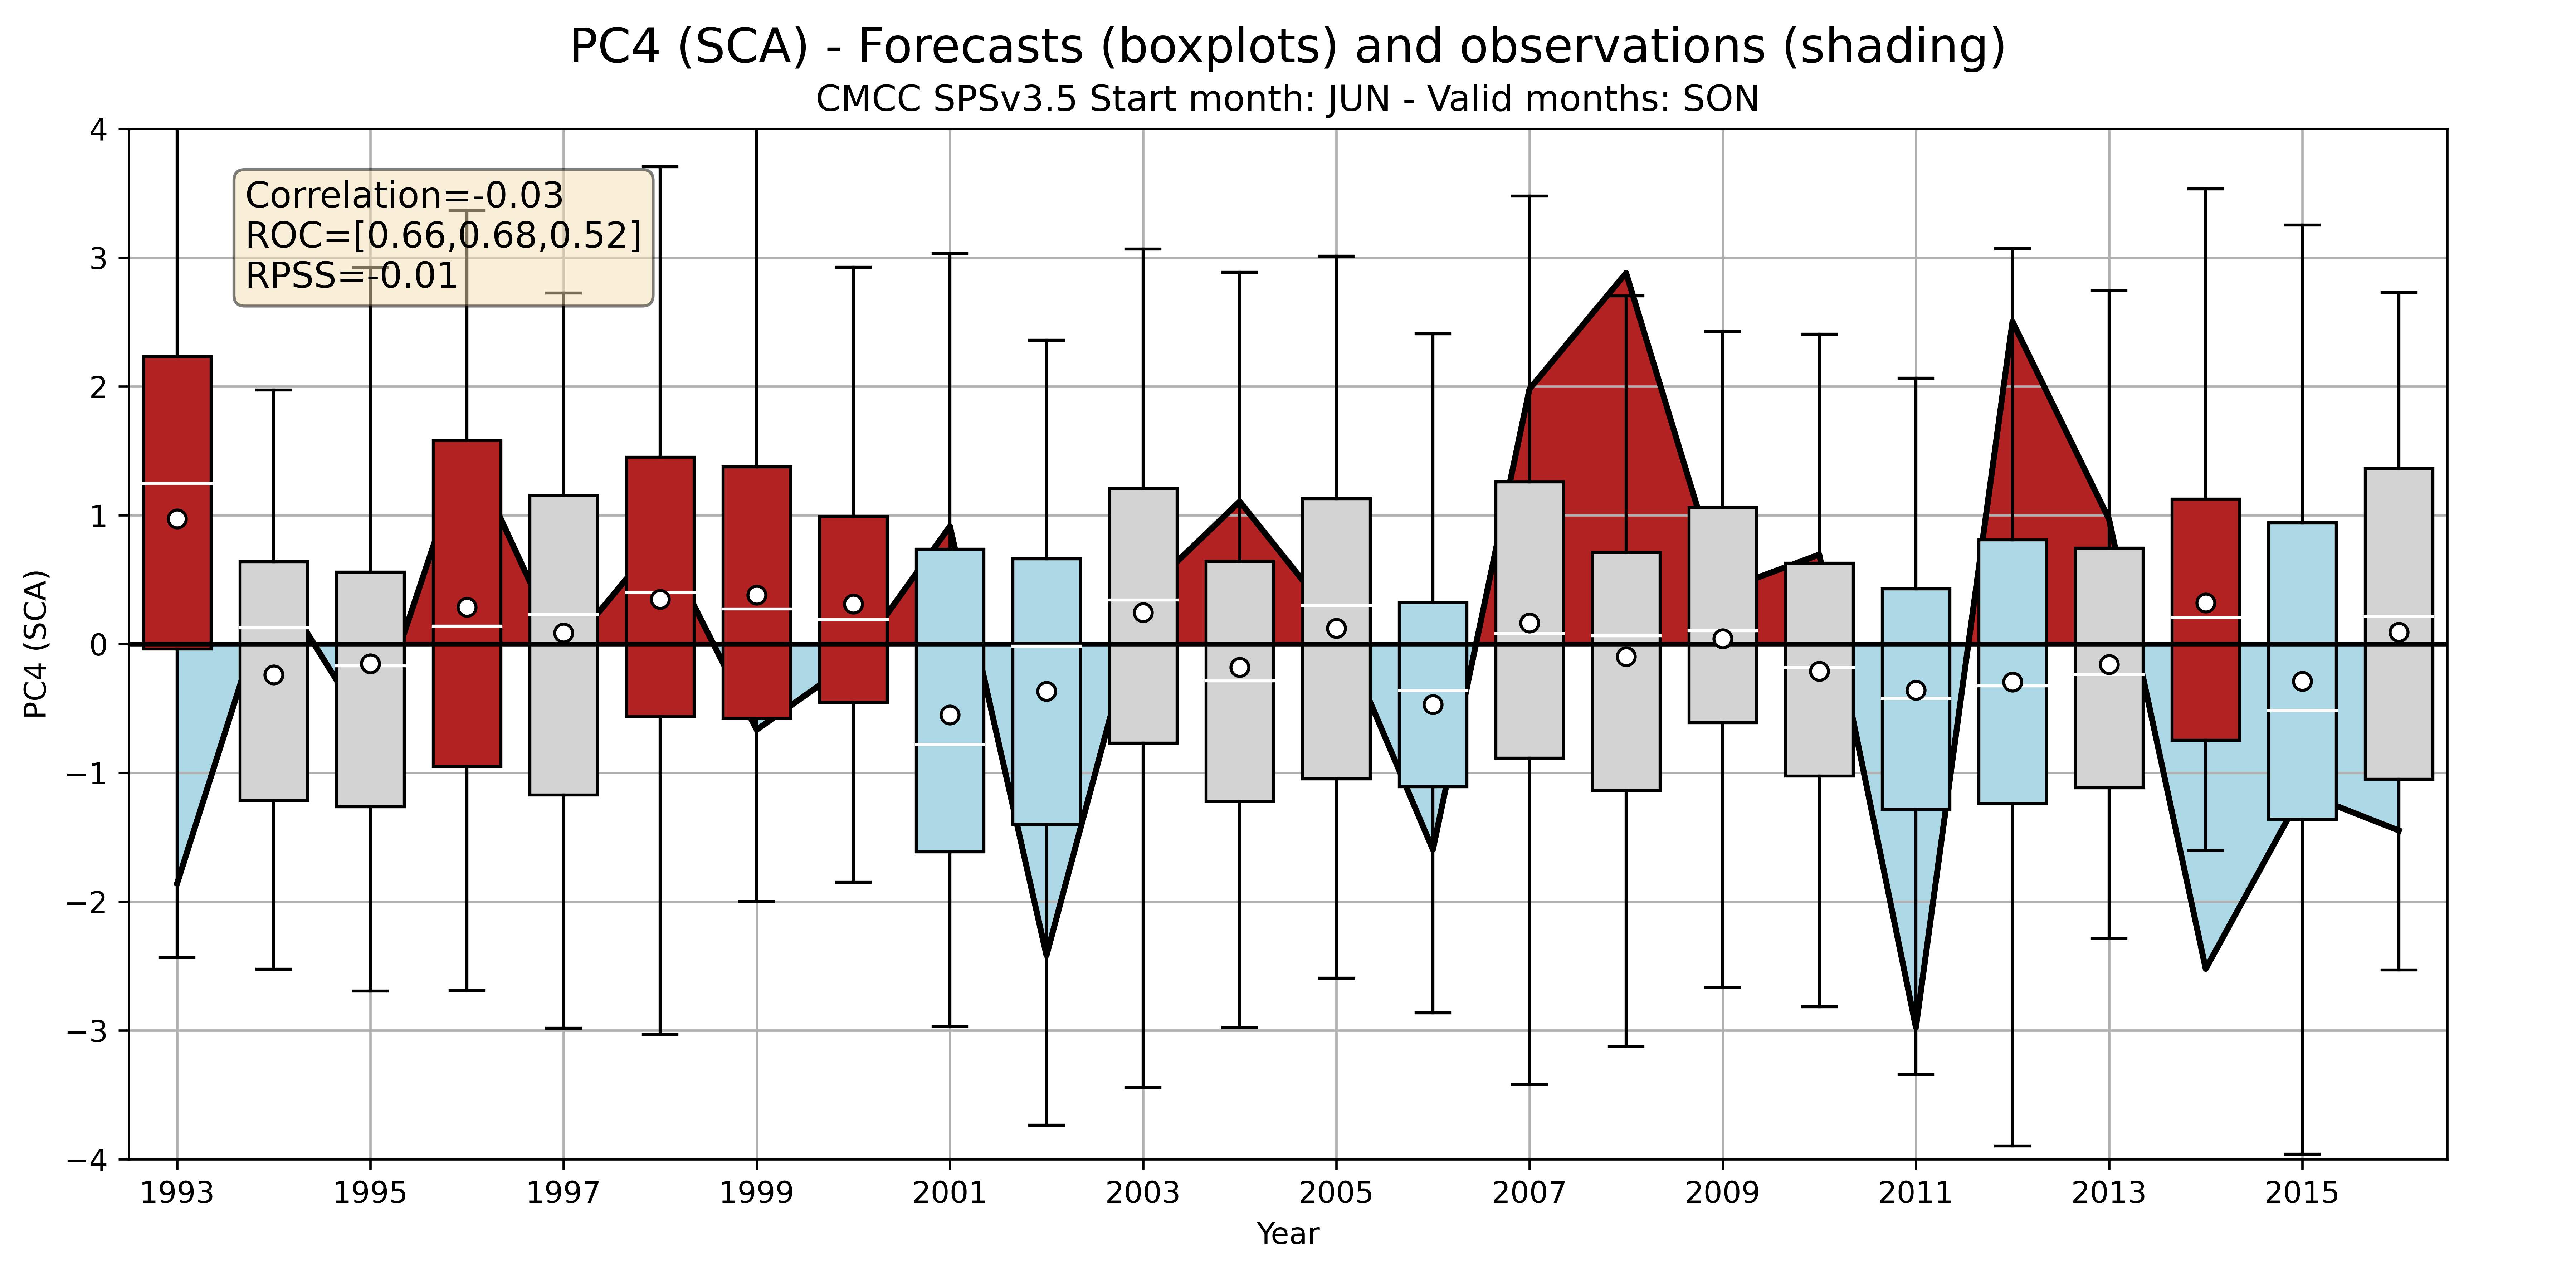 PC4 (SCA) - Forecasts (boxplots) and observations (shading)
CMCC SPSv3.5 Start month: JUN - Valid months: SON
Correlation=-0.03
ROC=[0.66,0.68,0.52]
RPSS=-0.01
PC4 (SCA)
4
3
2
1
0
−1
−2
−3
−4
1993 1995 1997 1999 2001 2003 2005 2007 2009 2011 2013 2015
Year